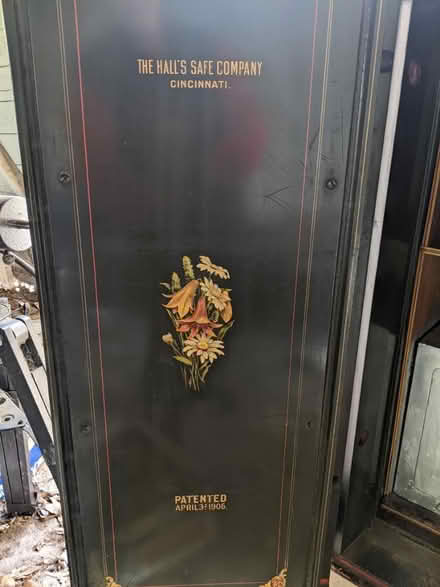 THE HALL'S SAFE COMPANY
CINCINNATI.
PATENTED
APRIL 3RD 1906.